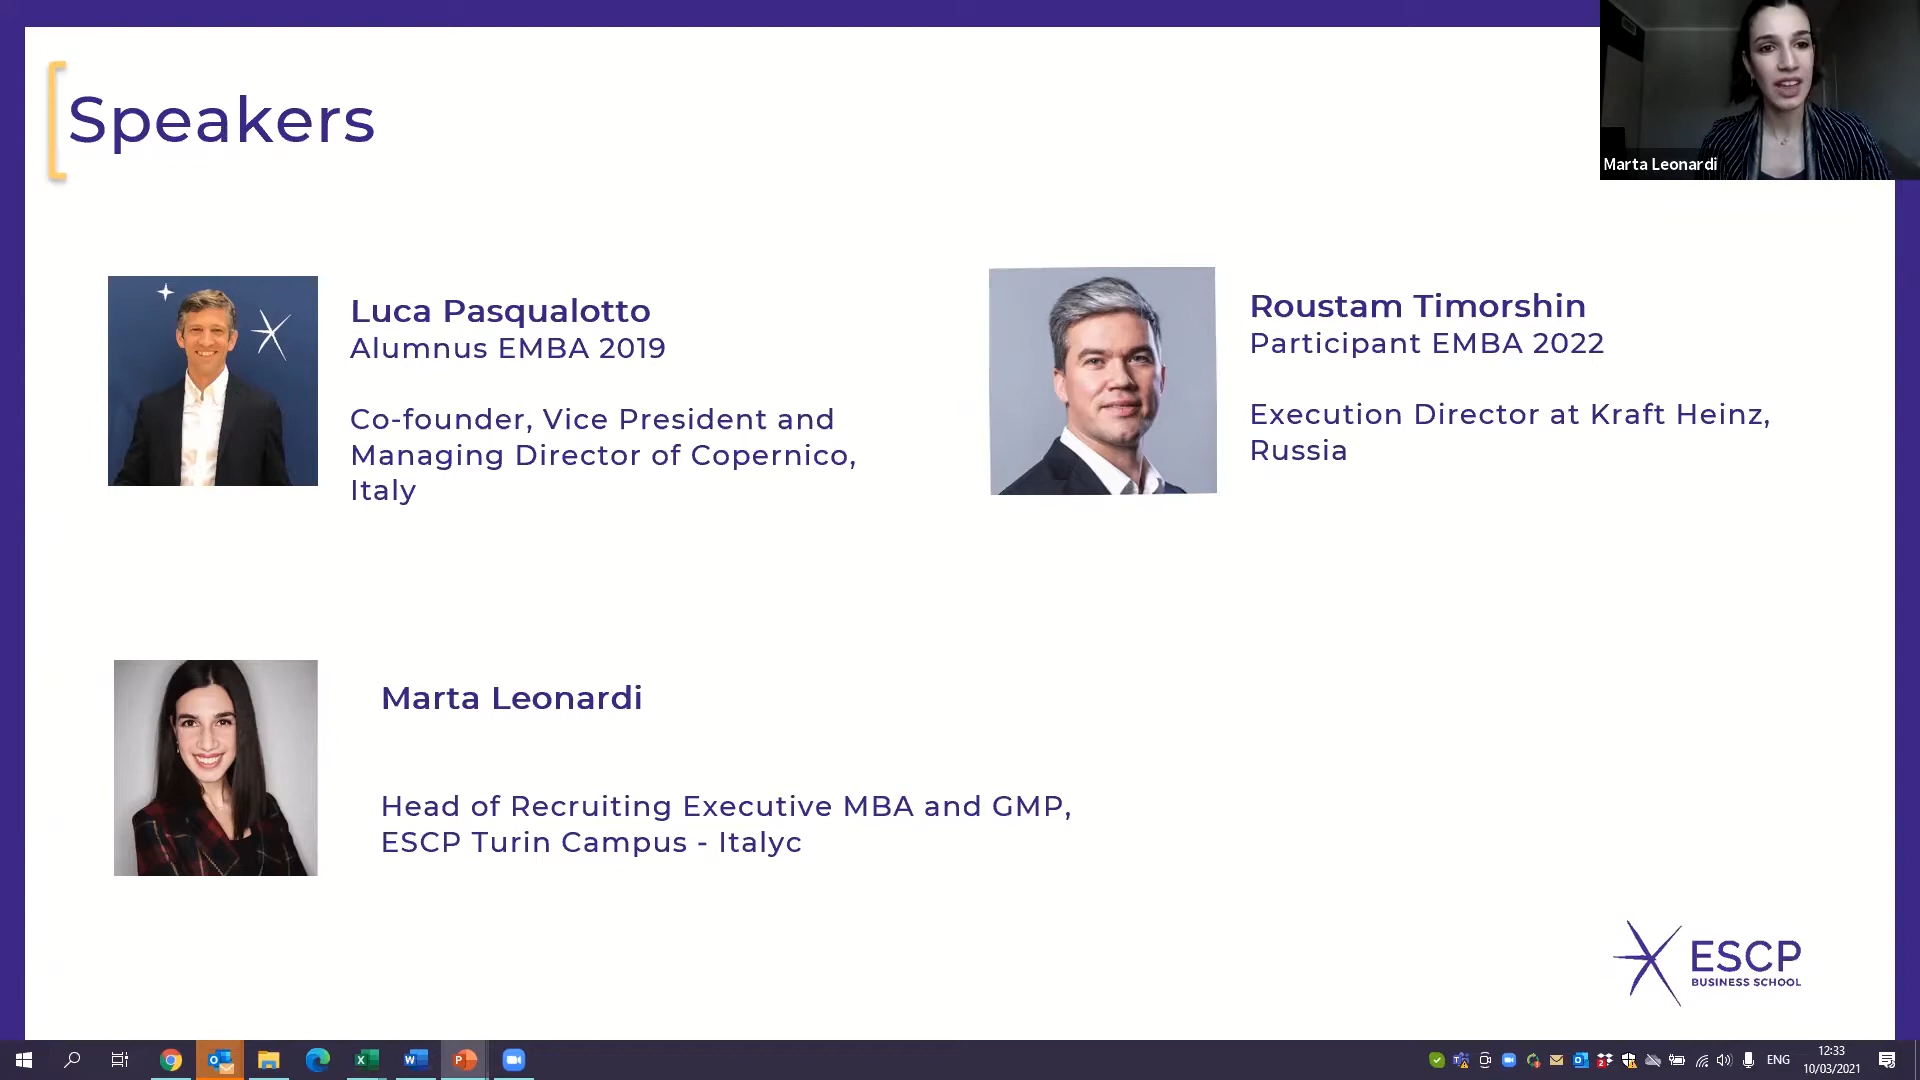 Speakers
Marta Leonardi
Luca Pasqualotto
Alumnus EMBA 2019
Co-founder, Vice President and
Managing Director of Copernico,
Italy
Roustam Timorshin
Participant EMBA 2022
Execution Director at Kraft Heinz,
Russia
Marta Leonardi
Head of Recruiting Executive MBA and GMP,
ESCP Turin Campus - Italyc
ESCP
BUSINESS SCHOOL
ENG
12:33
10/03/2021